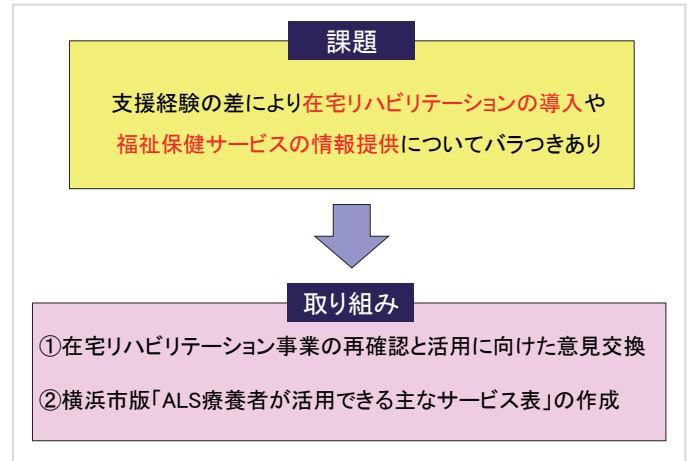 課題
支援経験の差により在宅リハビリテーションの導入や
福祉保健サービスの情報提供についてバラつきあり
取り組み
①在宅リハビリテーション事業の再確認と活用に向けた意見交換
②横浜市版「ALS療養者が活用できる主なサービス表」の作成